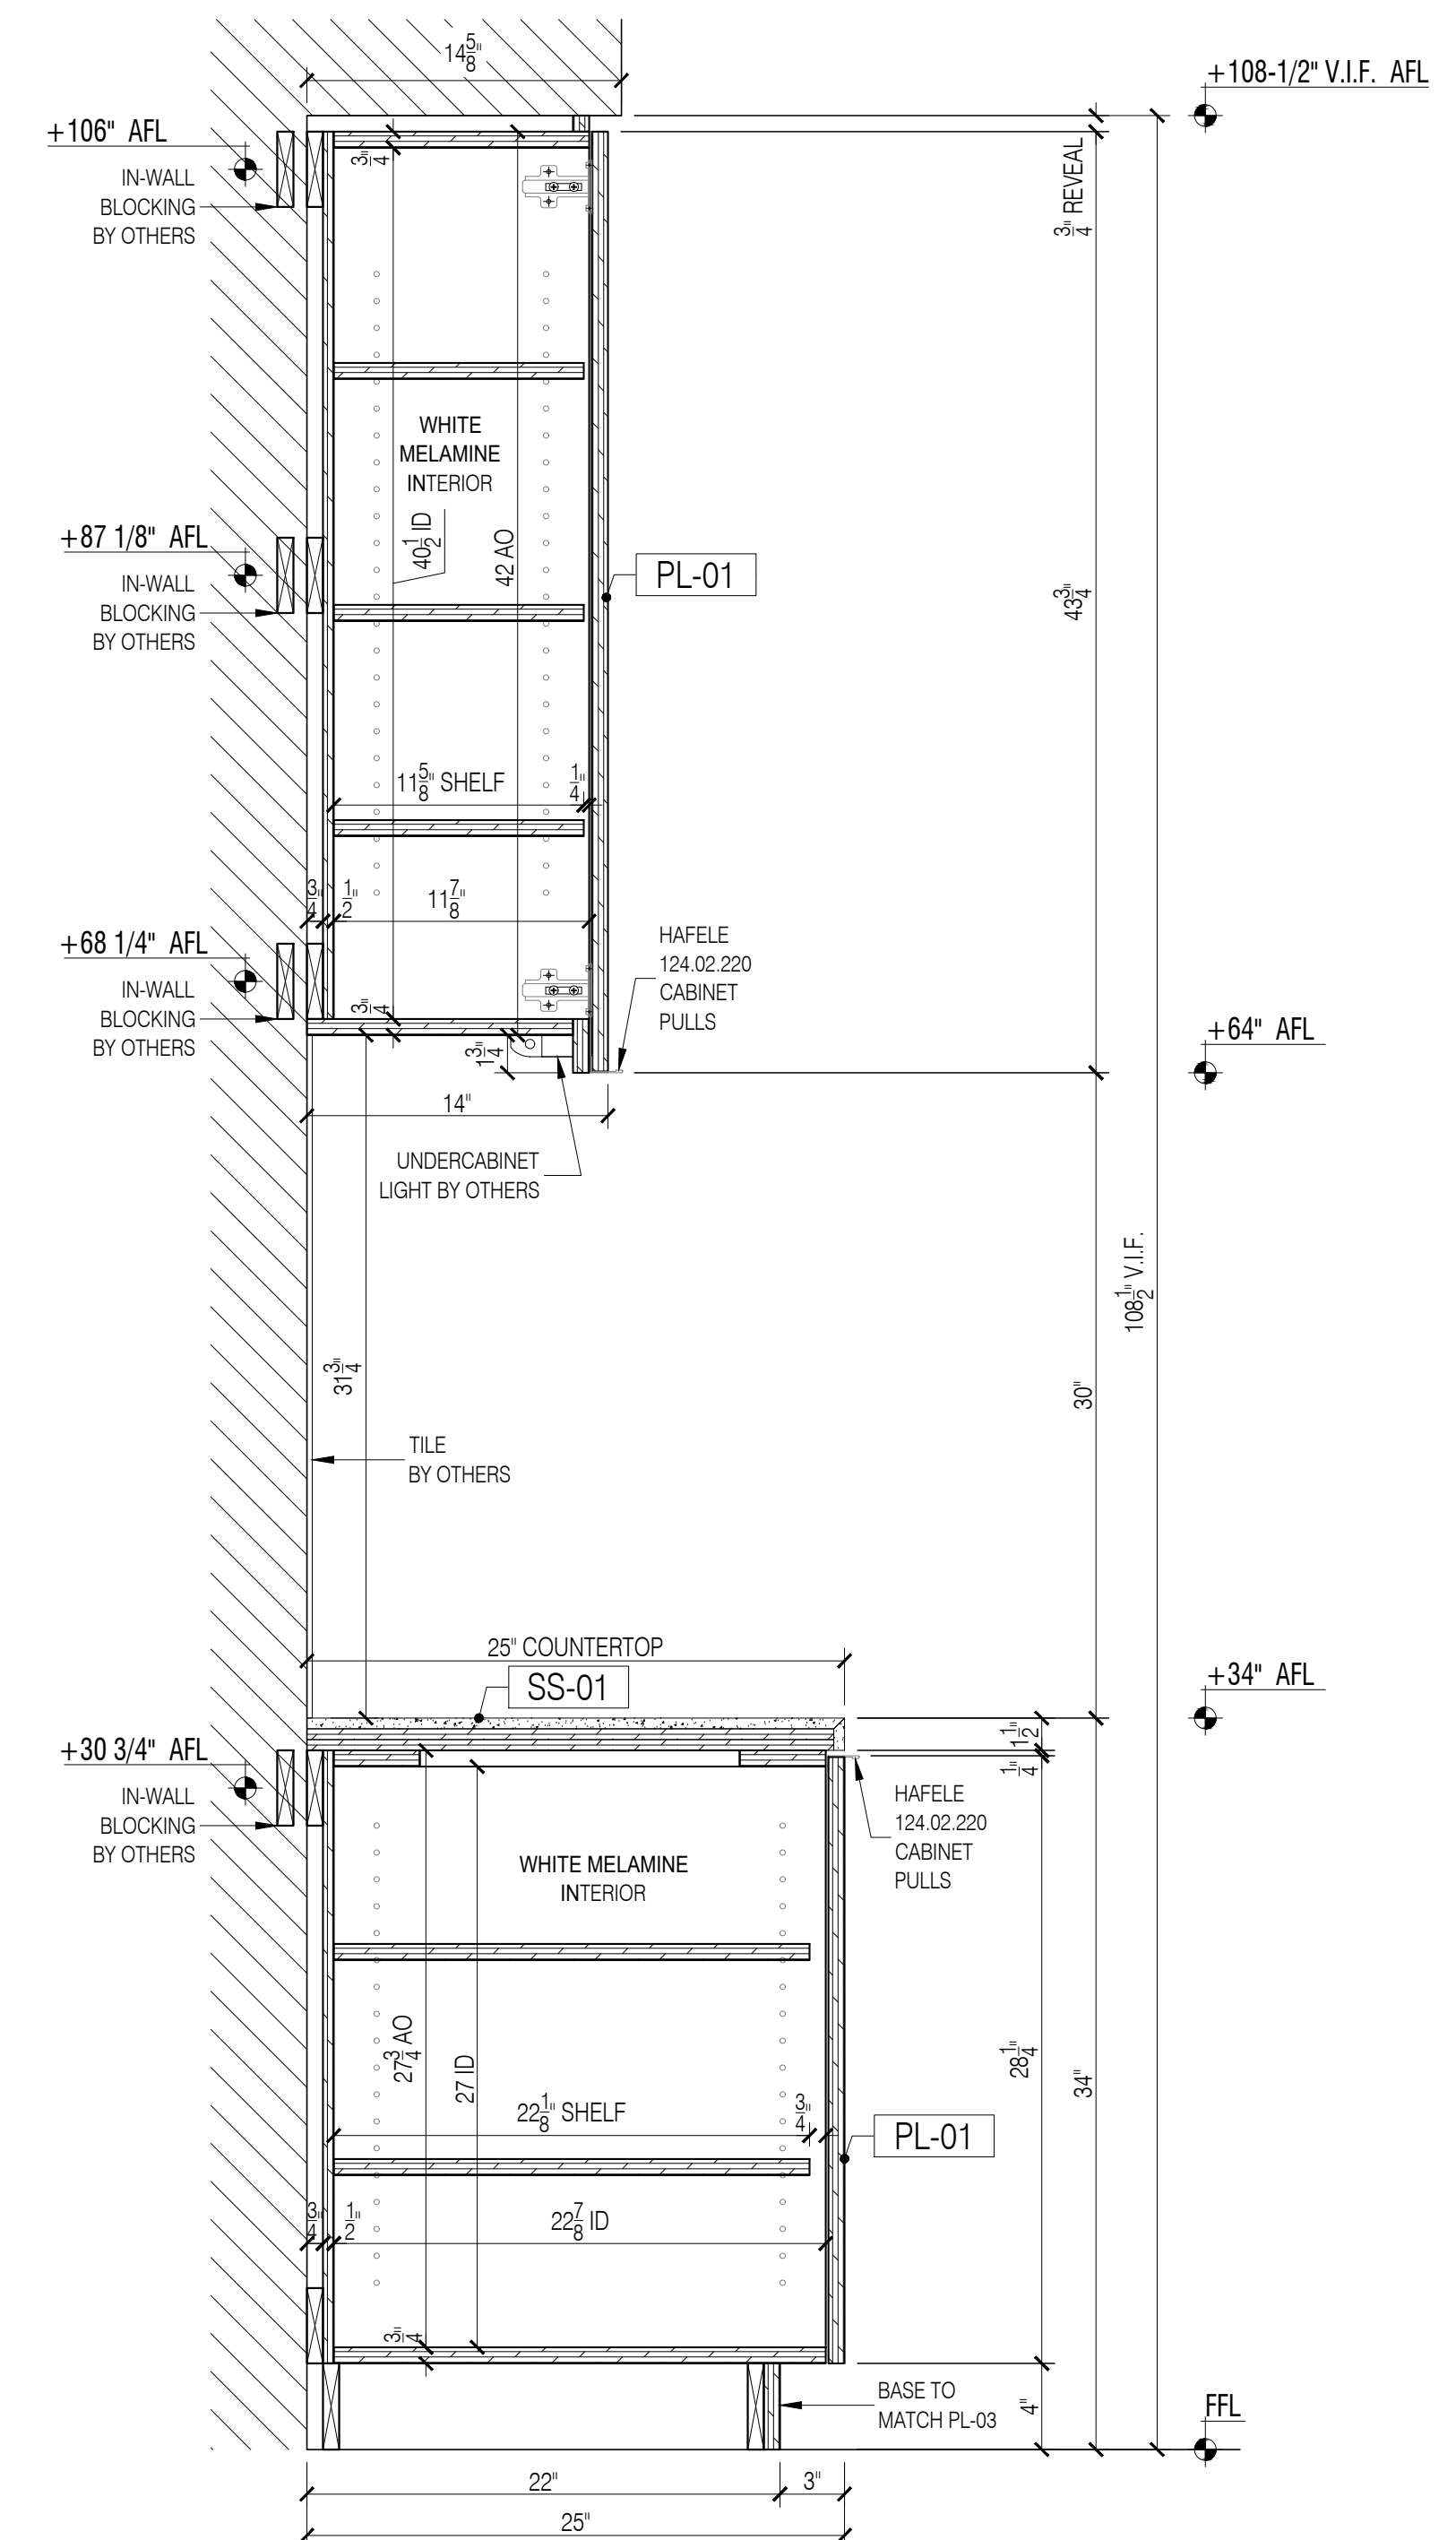 14 5/8"
+108-1/2" V.I.F. AFL
+106" AFL
IN-WALL
BLOCKING
BY OTHERS
3/4"
3/4" REVEAL
WHITE
MELAMINE
INTERIOR
40 1/2 ID
42 AO
+87 1/8" AFL
IN-WALL
BLOCKING
BY OTHERS
PL-01
43 3/4"
11 5/8" SHELF
1/4"
3/4"
1/2"
11 7/8"
+68 1/4" AFL
IN-WALL
BLOCKING
BY OTHERS
HAFELE
124.02.220
CABINET
PULLS
3/4"
1 3/4"
+64" AFL
14"
UNDERCABINET
LIGHT BY OTHERS
108 1/2" V.I.F.
31 3/4"
30"
TILE
BY OTHERS
25" COUNTERTOP
SS-01
+34" AFL
1 1/2"
1/4"
+30 3/4" AFL
IN-WALL
BLOCKING
BY OTHERS
HAFELE
124.02.220
CABINET
PULLS
WHITE MELAMINE
INTERIOR
27 3/4 AO
27 ID
28 1/4"
34"
22 1/8" SHELF
3/4"
PL-01
3/4"
1/2"
22 7/8 ID
3/4"
BASE TO
MATCH PL-03
4"
FFL
22"
3"
25"